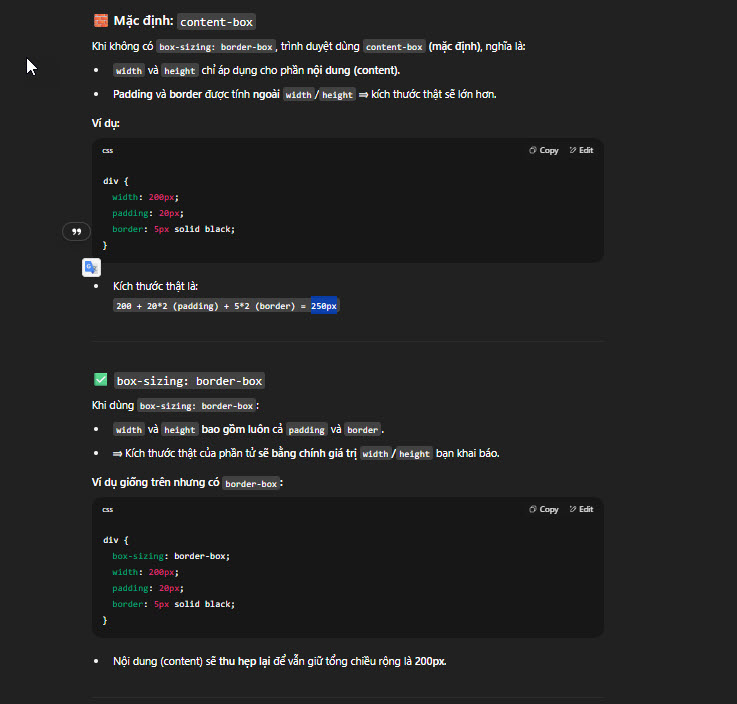 🧱 Mặc định: content-box
Khi không có box-sizing: border-box, trình duyệt dùng content-box (mặc định), nghĩa là:
• width và height chỉ áp dụng cho phần nội dung (content).
• Padding và border được tính ngoài width/height ⇒ kích thước thật sẽ lớn hơn.
Ví dụ:
css Copy Edit
div {
  width: 200px;
  padding: 20px;
  border: 5px solid black;
}
• Kích thước thật là:
200 + 20*2 (padding) + 5*2 (border) = 250px
✅ box-sizing: border-box
Khi dùng box-sizing: border-box:
• width và height bao gồm luôn cả padding và border.
• ⇒ Kích thước thật của phần tử sẽ bằng chính giá trị width/height bạn khai báo.
Ví dụ giống trên nhưng có border-box:
css Copy Edit
div {
  box-sizing: border-box;
  width: 200px;
  padding: 20px;
  border: 5px solid black;
}
• Nội dung (content) sẽ thu hẹp lại để vẫn giữ tổng chiều rộng là 200px.